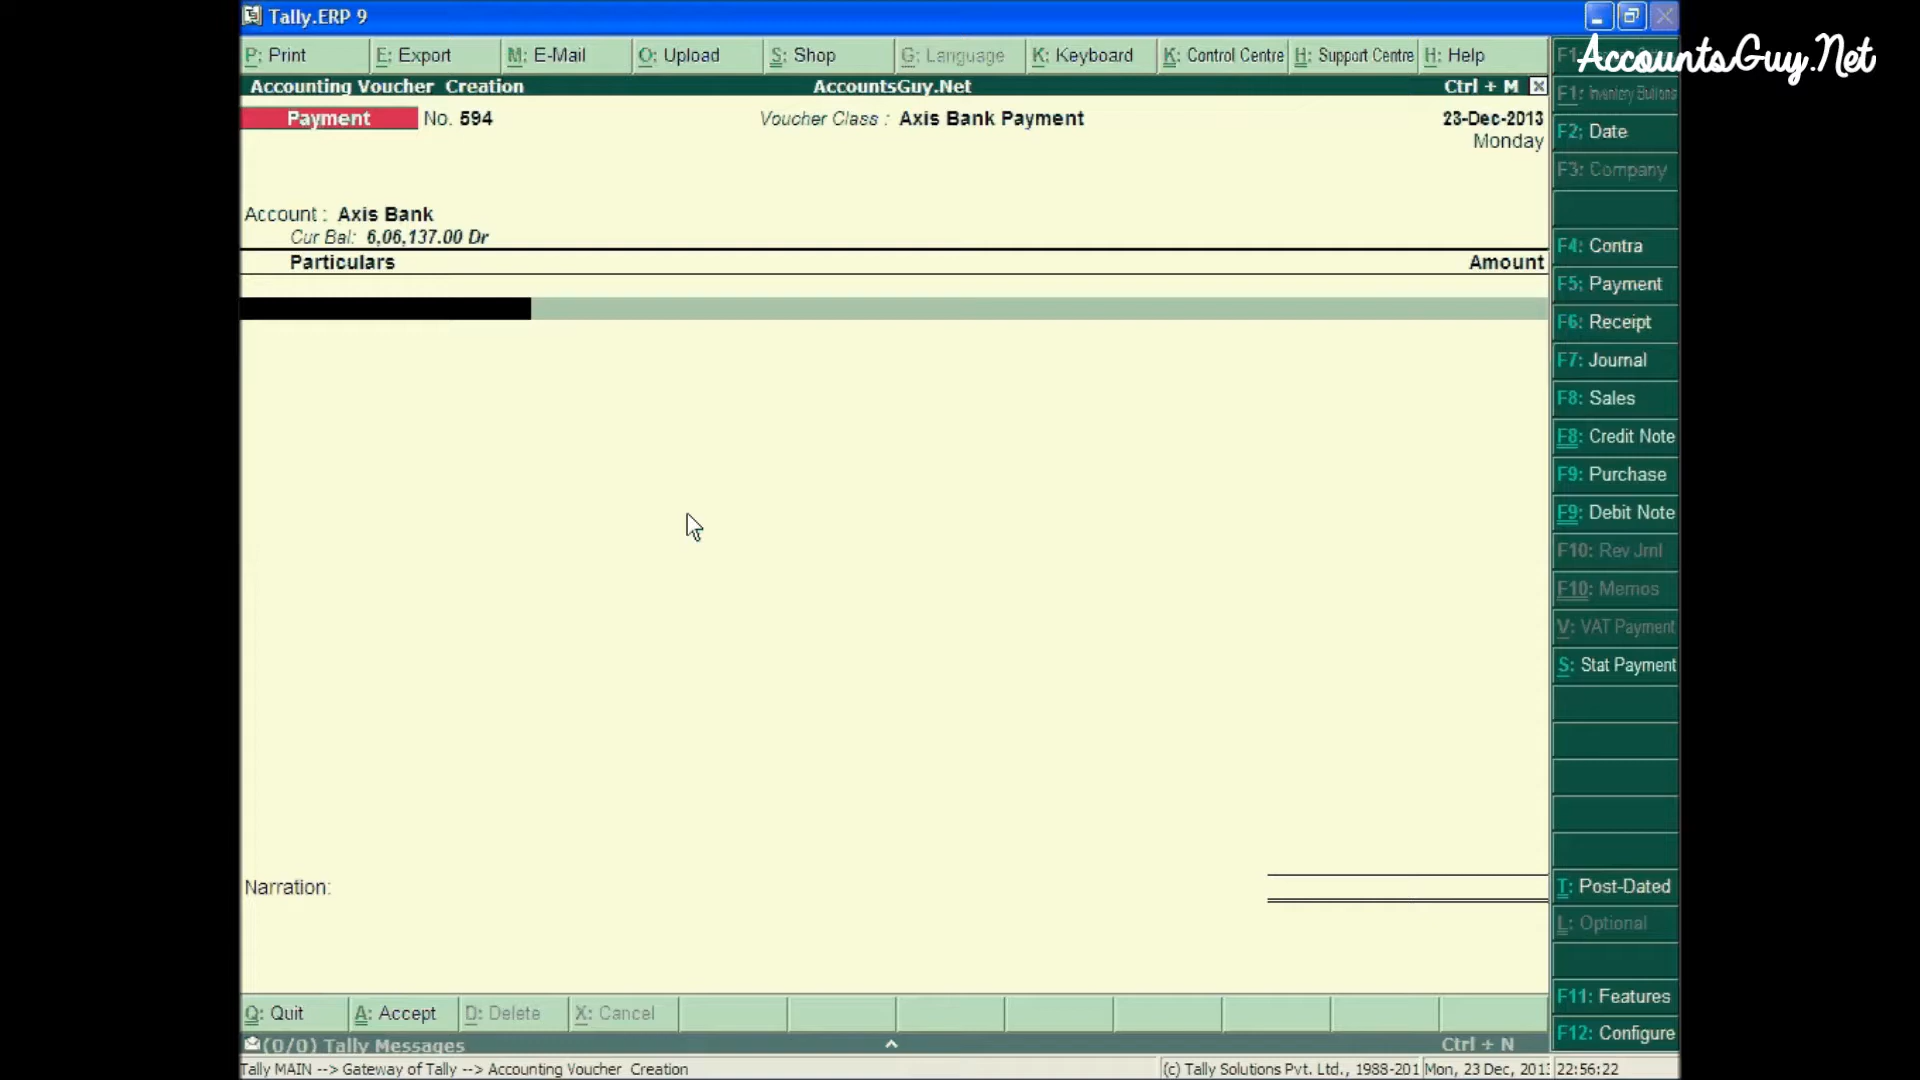 Tally.ERP 9
P: Print E: Export M: E-Mail O: Upload S: Shop G: Language K: Keyboard K: Control Centre H: Support Centre H: Help
AccountsGuy.Net
Accounting Voucher Creation AccountsGuy.Net Ctrl + M
Payment No. 594 Voucher Class : Axis Bank Payment 23-Dec-2013
Monday
Account : Axis Bank
Cur Bal: 6,06,137.00 Dr
Particulars Amount
Narration:
F1:
F1: Inventory Buttons
F2: Date
F3: Company
F4: Contra
F5: Payment
F6: Receipt
F7: Journal
F8: Sales
F8: Credit Note
F9: Purchase
F9: Debit Note
F10: Rev Jrnl
F10: Memos
V: VAT Payment
S: Stat Payment
T: Post-Dated
L: Optional
F11: Features
F12: Configure
Q: Quit A: Accept D: Delete X: Cancel
(0/0) Tally Messages Ctrl + N
Tally MAIN --> Gateway of Tally --> Accounting Voucher Creation (c) Tally Solutions Pvt. Ltd., 1988-201 Mon, 23 Dec, 201 22:56:22